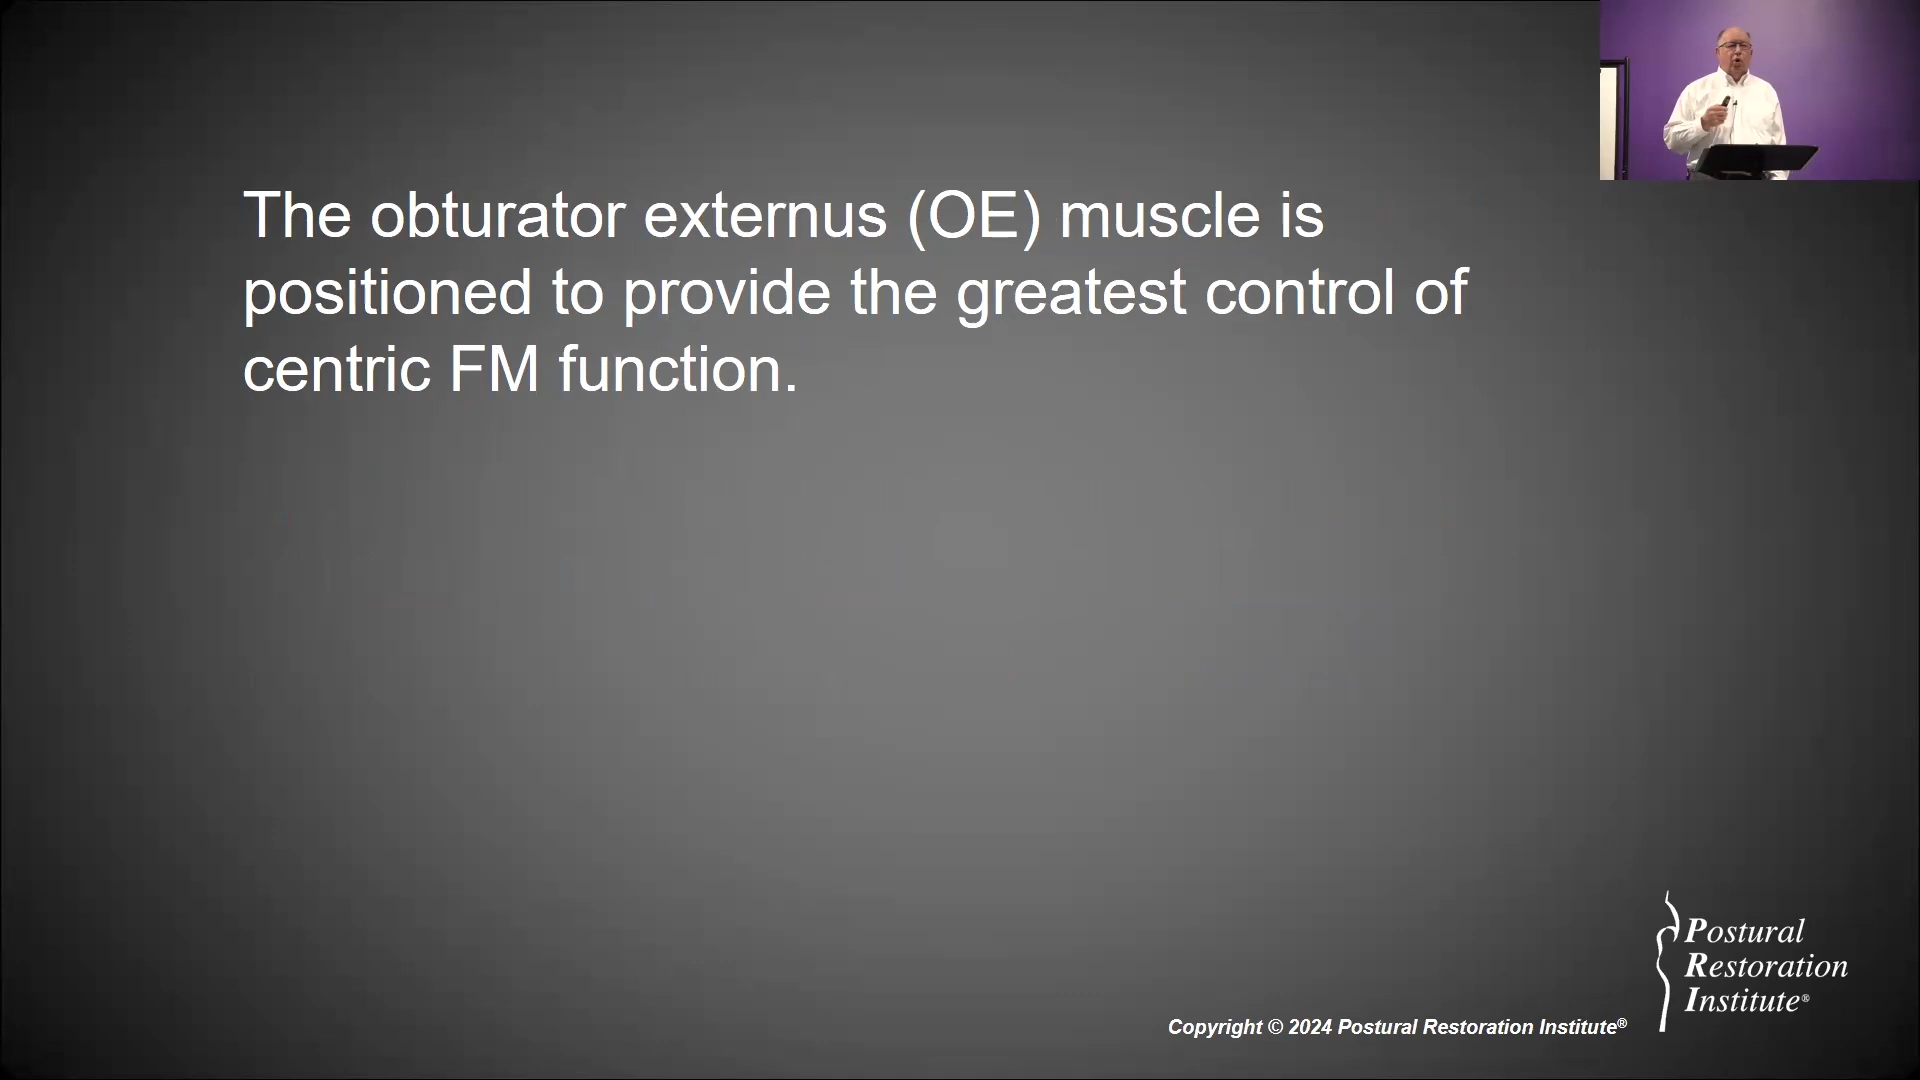 The obturator externus (OE) muscle is
positioned to provide the greatest control of
centric FM function.
Postural
Restoration
Institute®
Copyright © 2024 Postural Restoration Institute®